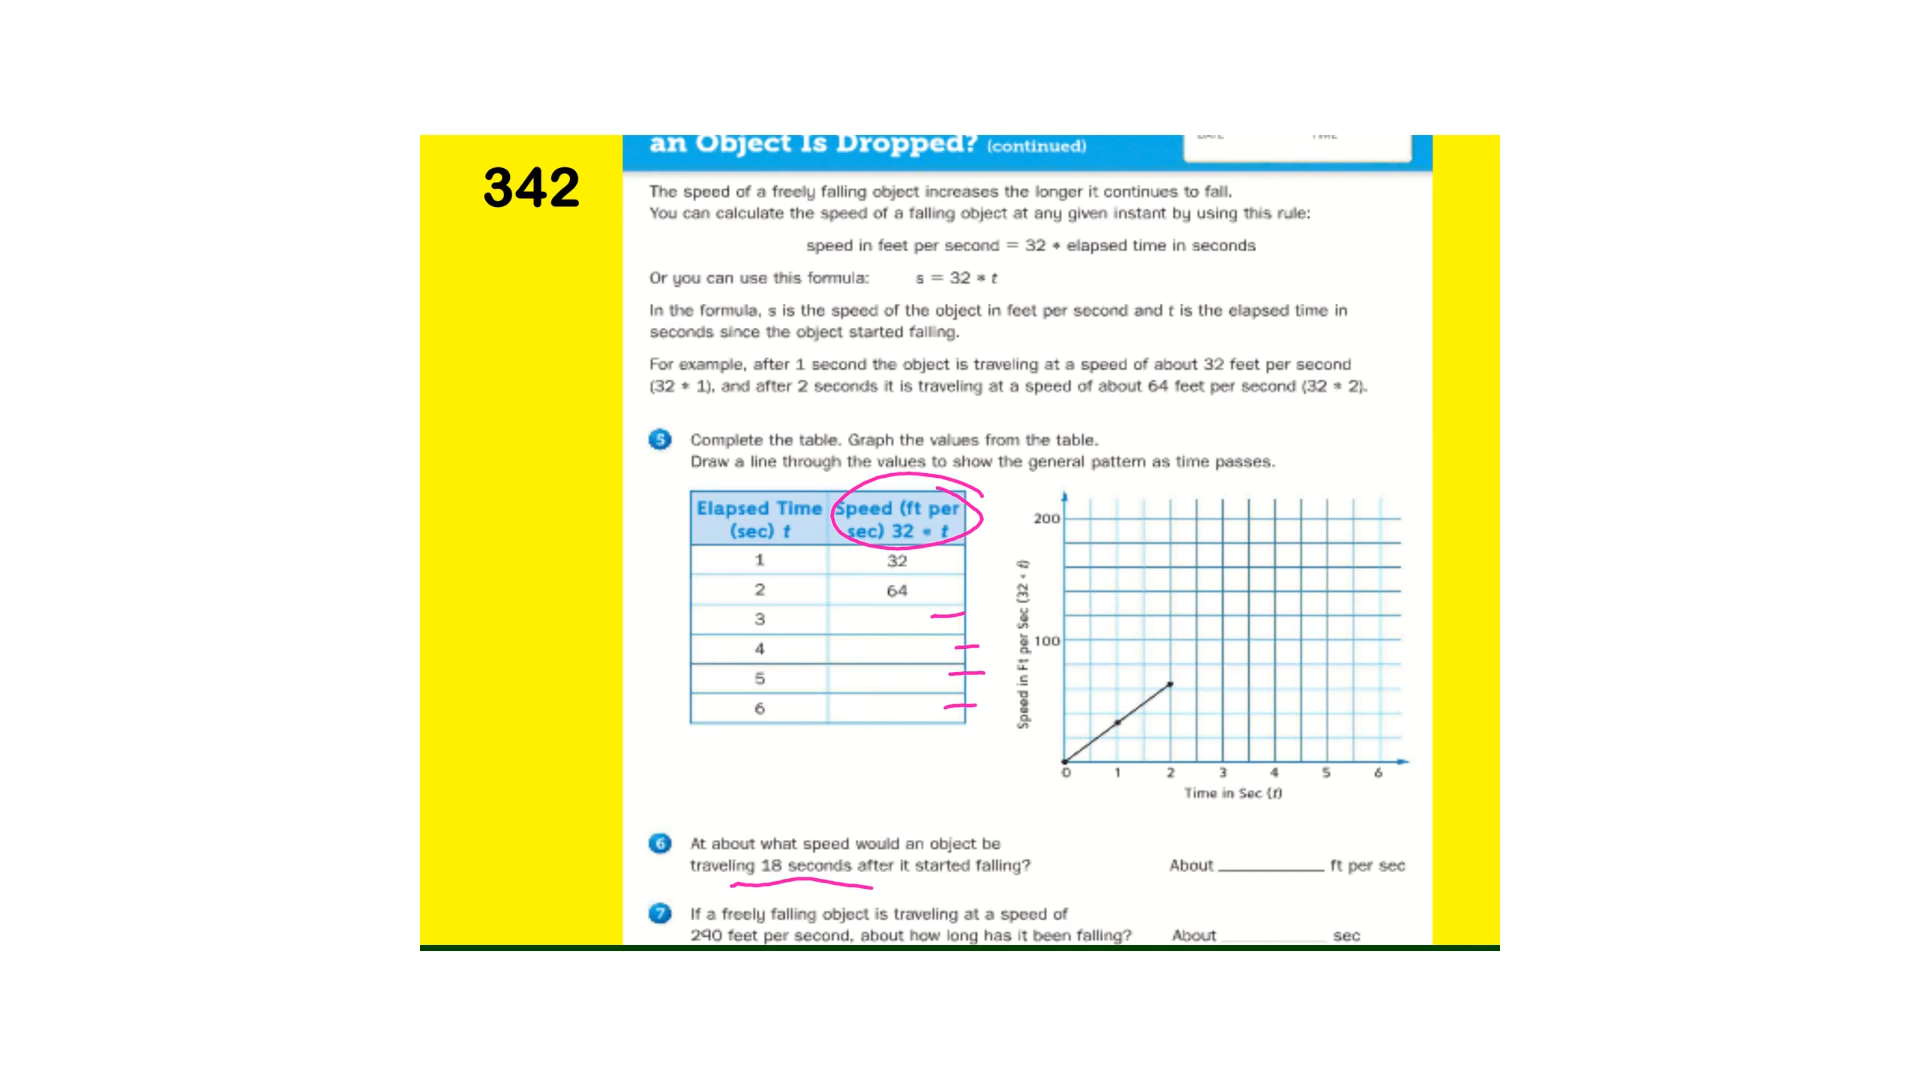 342
an Object Is Dropped? (continued)
DATE TIME
The speed of a freely falling object increases the longer it continues to fall.
You can calculate the speed of a falling object at any given instant by using this rule:
speed in feet per second = 32 * elapsed time in seconds
Or you can use this formula: s = 32 * t
In the formula, s is the speed of the object in feet per second and t is the elapsed time in
seconds since the object started falling.
For example, after 1 second the object is traveling at a speed of about 32 feet per second
(32 * 1), and after 2 seconds it is traveling at a speed of about 64 feet per second (32 * 2).
5 Complete the table. Graph the values from the table.
Draw a line through the values to show the general pattern as time passes.
Elapsed Time (sec) t
Speed (ft per sec) 32 * t
1 32
2 64
3
4
5
6
Speed in Ft per Sec (32 * t)
200
100
0 1 2 3 4 5 6
Time in Sec (t)
6 At about what speed would an object be
traveling 18 seconds after it started falling? About ft per sec
7 If a freely falling object is traveling at a speed of
290 feet per second, about how long has it been falling? About sec